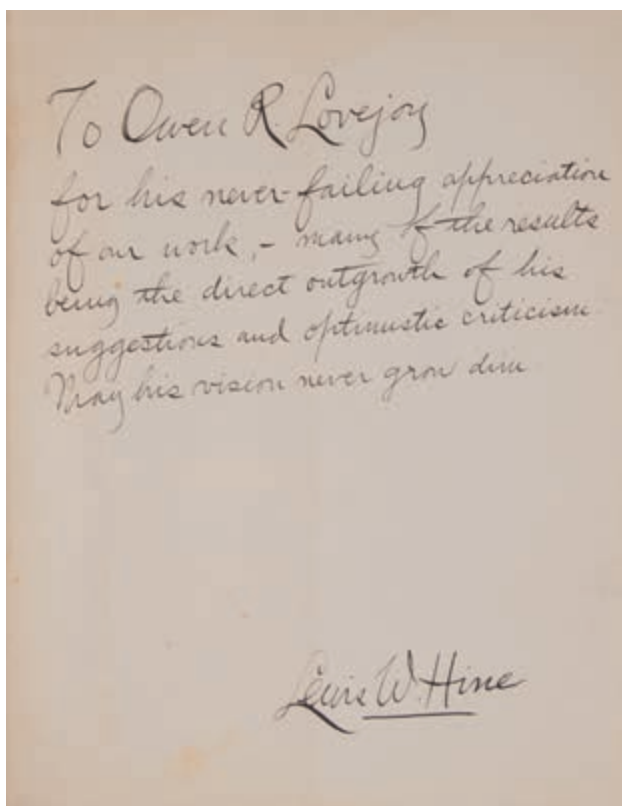 To Owen R Lovejoy
for his never-failing appreciation
of our work, - many of the results
being the direct outgrowth of his
suggestions and optimistic criticism
May his vision never grow dim
Lewis W. Hine